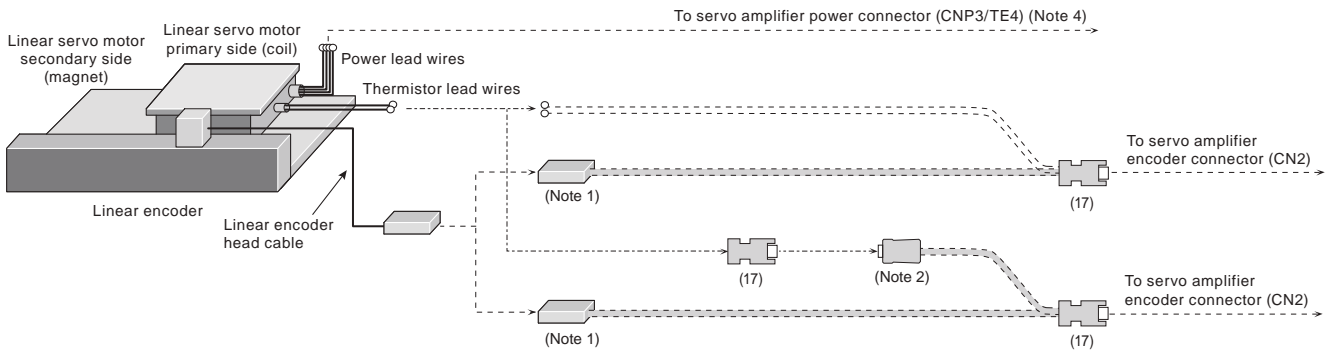 To servo amplifier power connector (CNP3/TE4) (Note 4)
Linear servo motor
secondary side
(magnet)
Linear servo motor
primary side (coil)
Power lead wires
Thermistor lead wires
To servo amplifier
encoder connector (CN2)
(Note 1)
(17)
Linear encoder
Linear encoder
head cable
(17)
(Note 2)
To servo amplifier
encoder connector (CN2)
(Note 1)
(17)